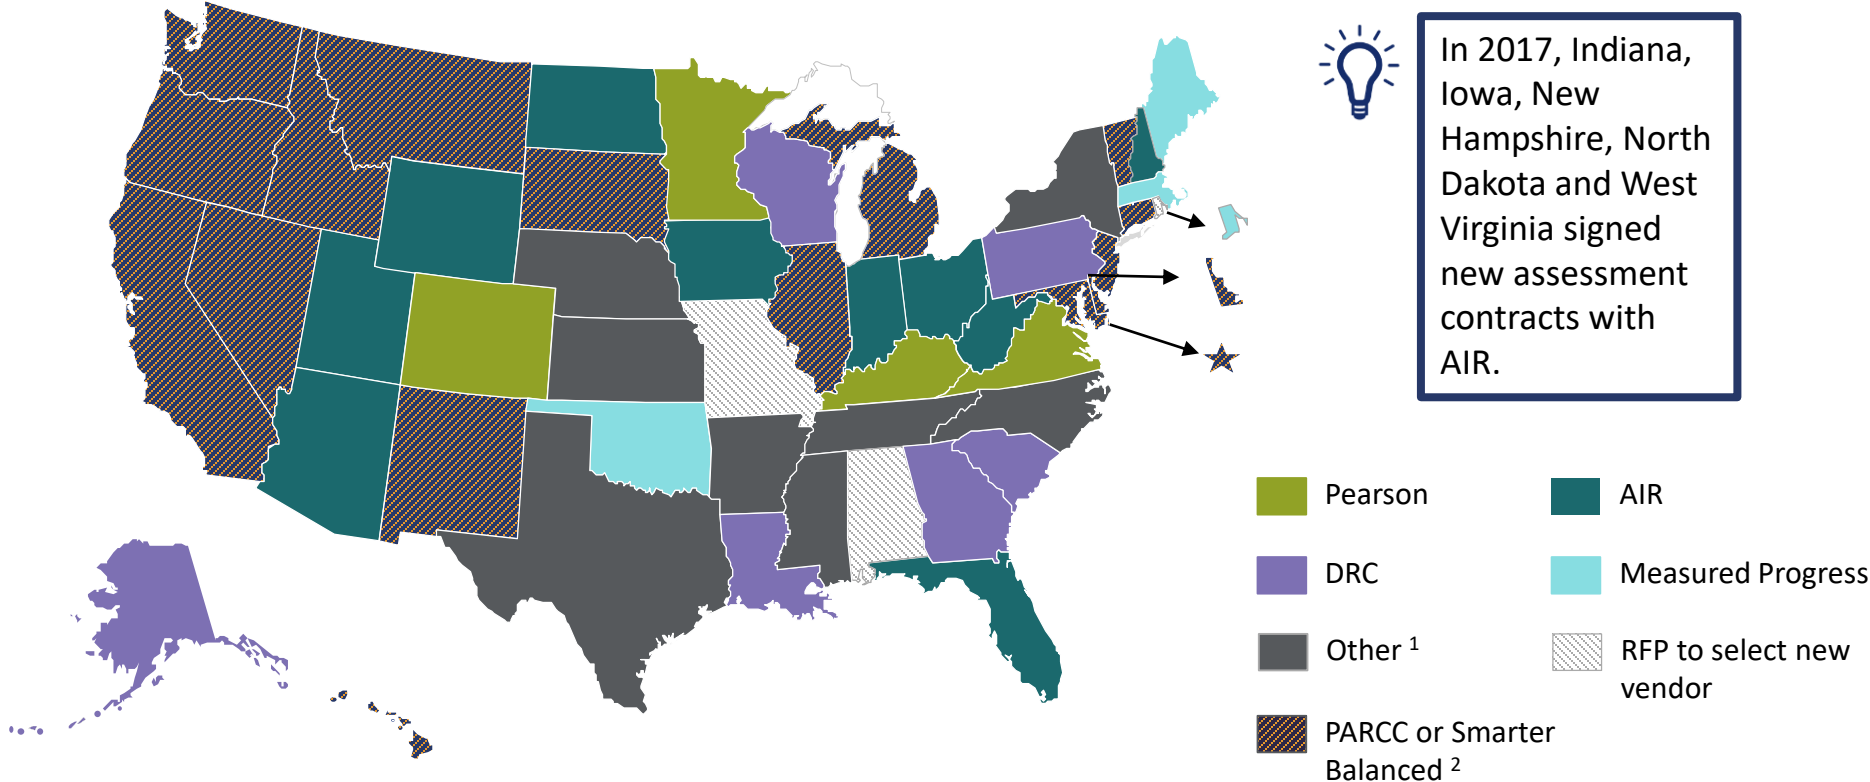 In 2017, Indiana,
Iowa, New
Hampshire, North
Dakota and West
Virginia signed
new assessment
contracts with
AIR.
Pearson
AIR
DRC
Measured Progress
Other 1
RFP to select new
vendor
PARCC or Smarter
Balanced 2